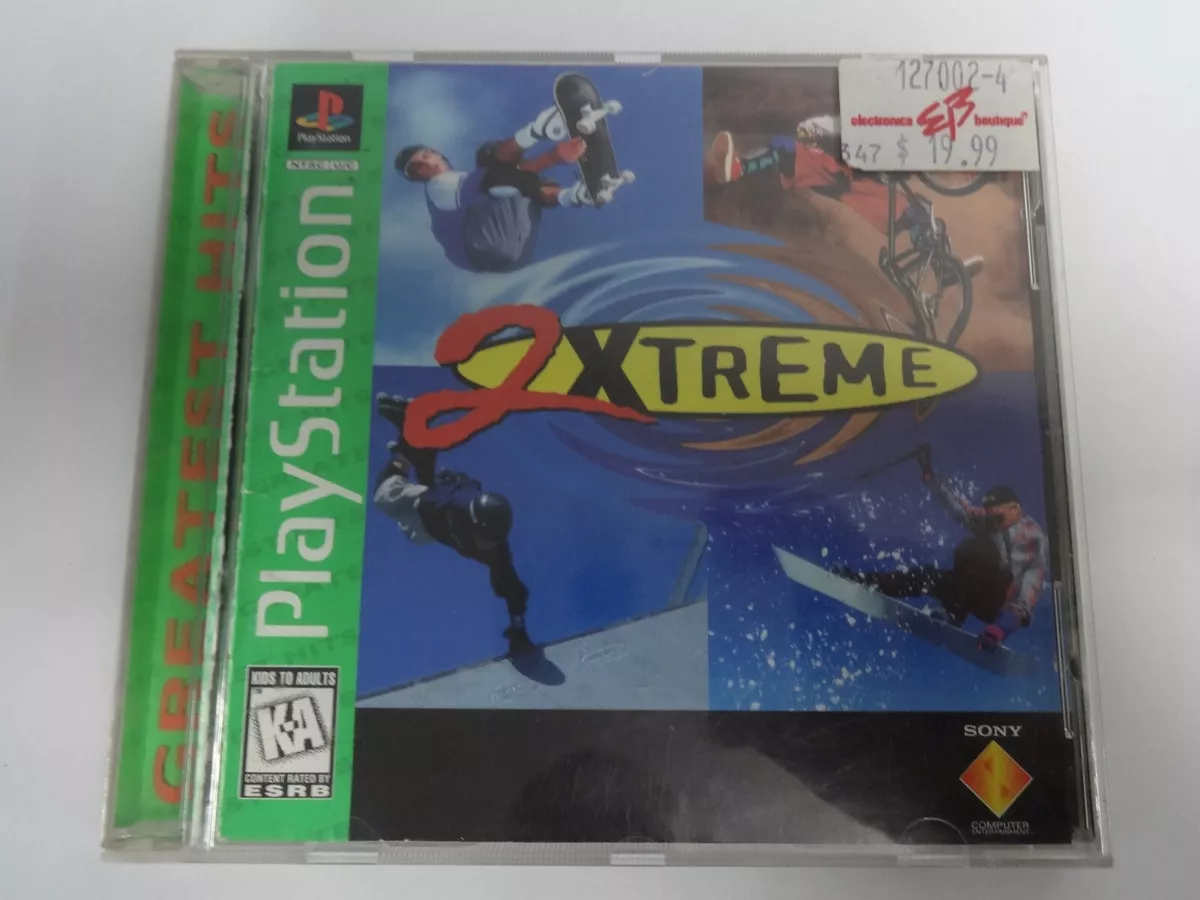 GREATEST HITS
PlayStation
NTSC U/C
PlayStation
127002-4
electronics EB boutique
347 $ 19.99
2XTREME
KIDS TO ADULTS
K-A
CONTENT RATED BY
ESRB
SONY
COMPUTER
ENTERTAINMENT